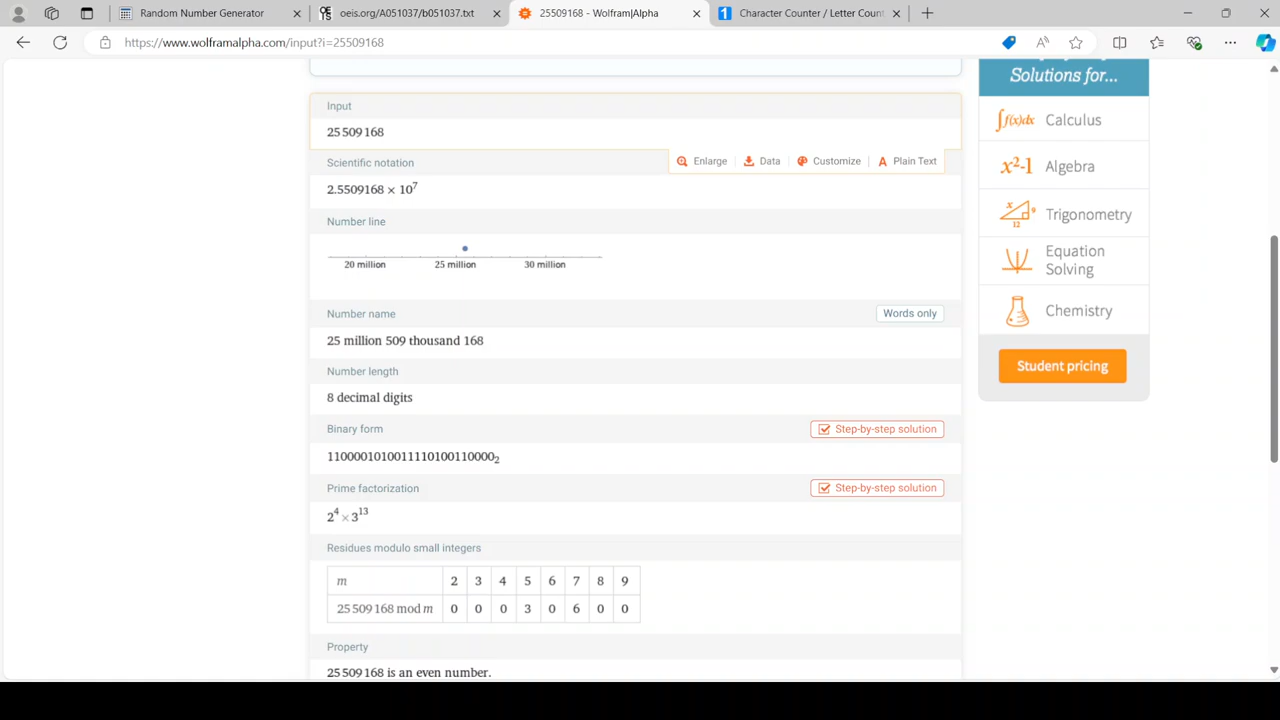 Random Number Generator
oeis.org/A051037/b051037.txt
25509168 - Wolfram|Alpha
Character Counter / Letter Count
https://www.wolframalpha.com/input?i=25509168
Solutions for...
Input
25 509 168
Enlarge
Data
Customize
A Plain Text
Scientific notation
2.5509168 × 10⁷
Number line
20 million 25 million 30 million
Number name
Words only
25 million 509 thousand 168
Number length
8 decimal digits
Binary form
Step-by-step solution
1100001010011110100110000₂
Prime factorization
Step-by-step solution
2⁴ × 3¹³
Residues modulo small integers
m 2 3 4 5 6 7 8 9
25 509 168 mod m 0 0 0 3 0 6 0 0
Property
25 509 168 is an even number.
∫f(x)dx Calculus
x²-1 Algebra
x 9 12 Trigonometry
Equation
Solving
Chemistry
Student pricing